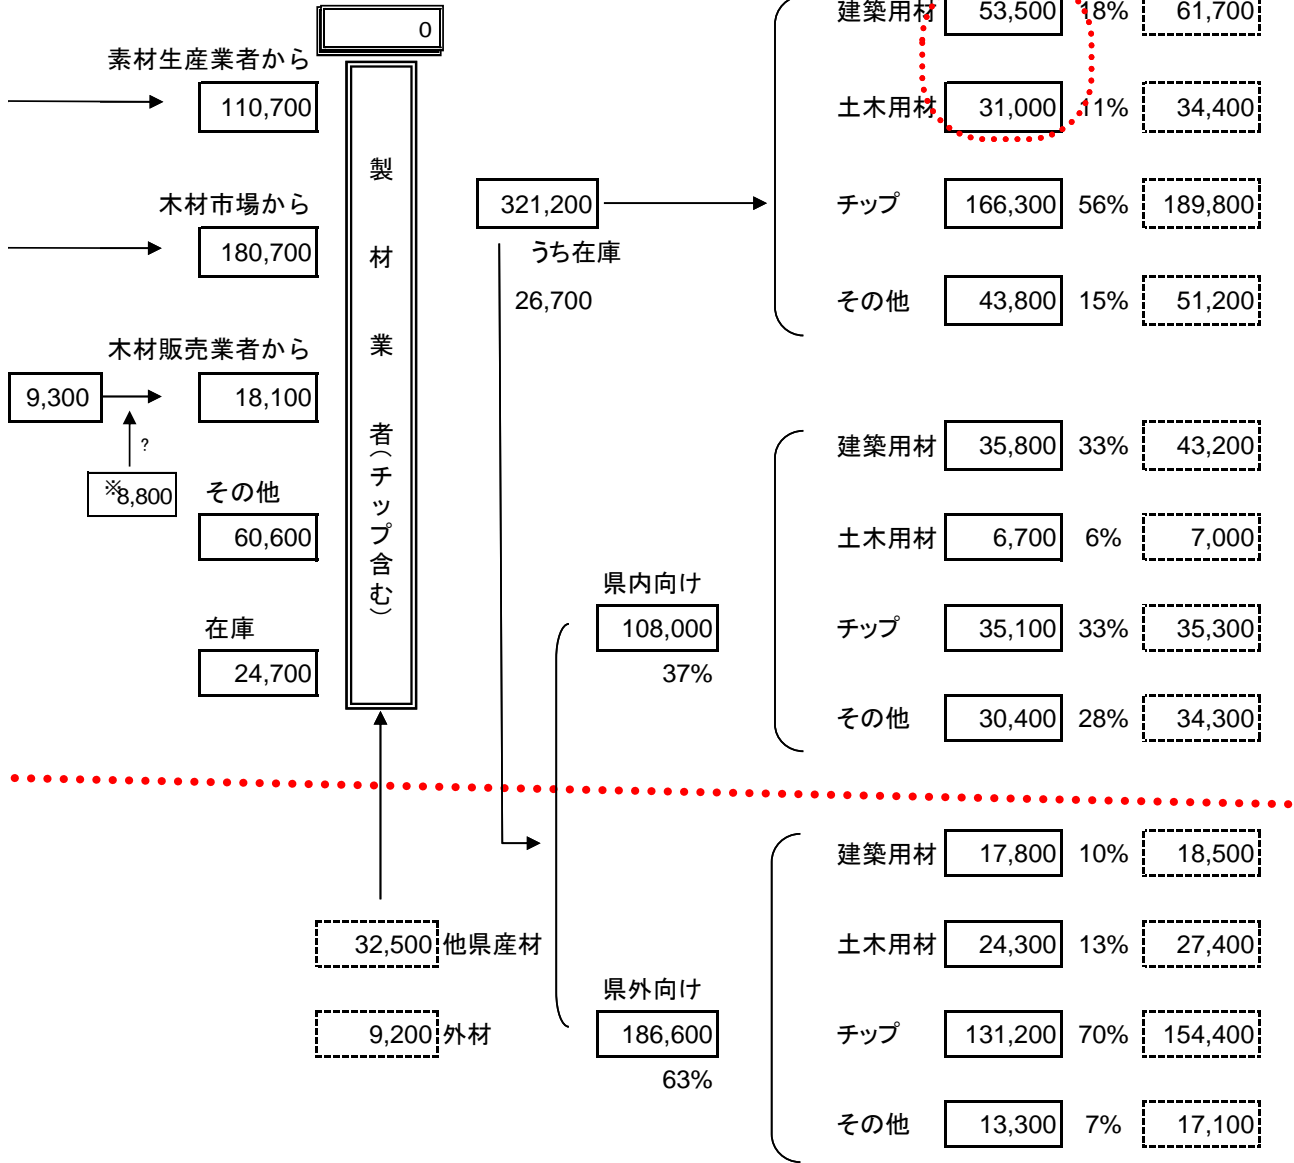 0
素材生産業者から
110,700
木材市場から
180,700
木材販売業者から
9,300
18,100
?
※8,800
その他
60,600
在庫
24,700
製材業者(チップ含む)
32,500 他県産材
9,200 外材
321,200
うち在庫
26,700
建築用材 53,500 18% 61,700
土木用材 31,000 11% 34,400
チップ 166,300 56% 189,800
その他 43,800 15% 51,200
県内向け
108,000
37%
建築用材 35,800 33% 43,200
土木用材 6,700 6% 7,000
チップ 35,100 33% 35,300
その他 30,400 28% 34,300
県外向け
186,600
63%
建築用材 17,800 10% 18,500
土木用材 24,300 13% 27,400
チップ 131,200 70% 154,400
その他 13,300 7% 17,100